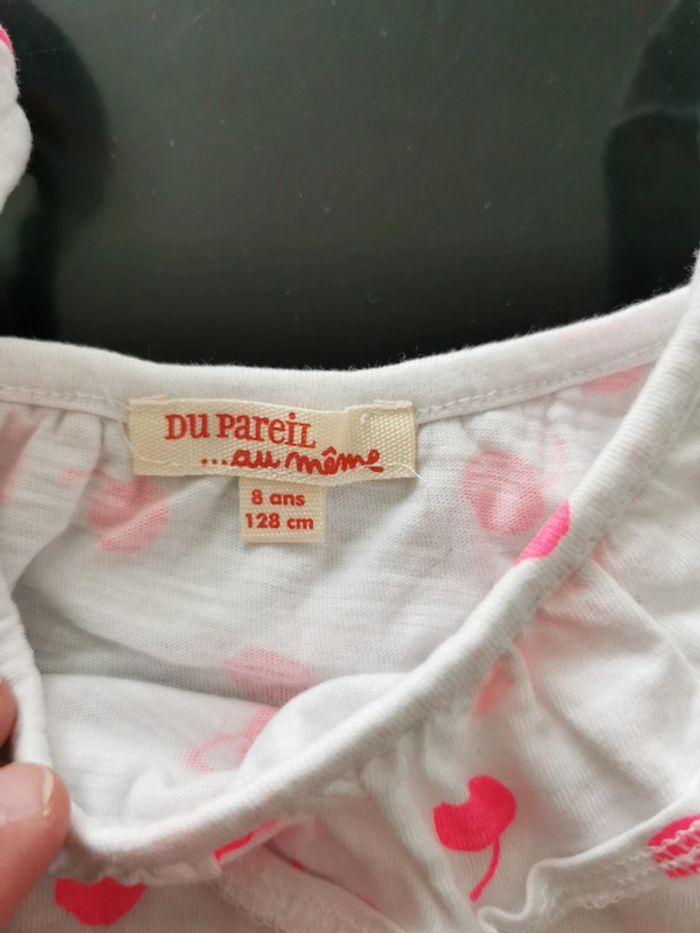 DU PAREIL
...au même
8 ans
128 cm